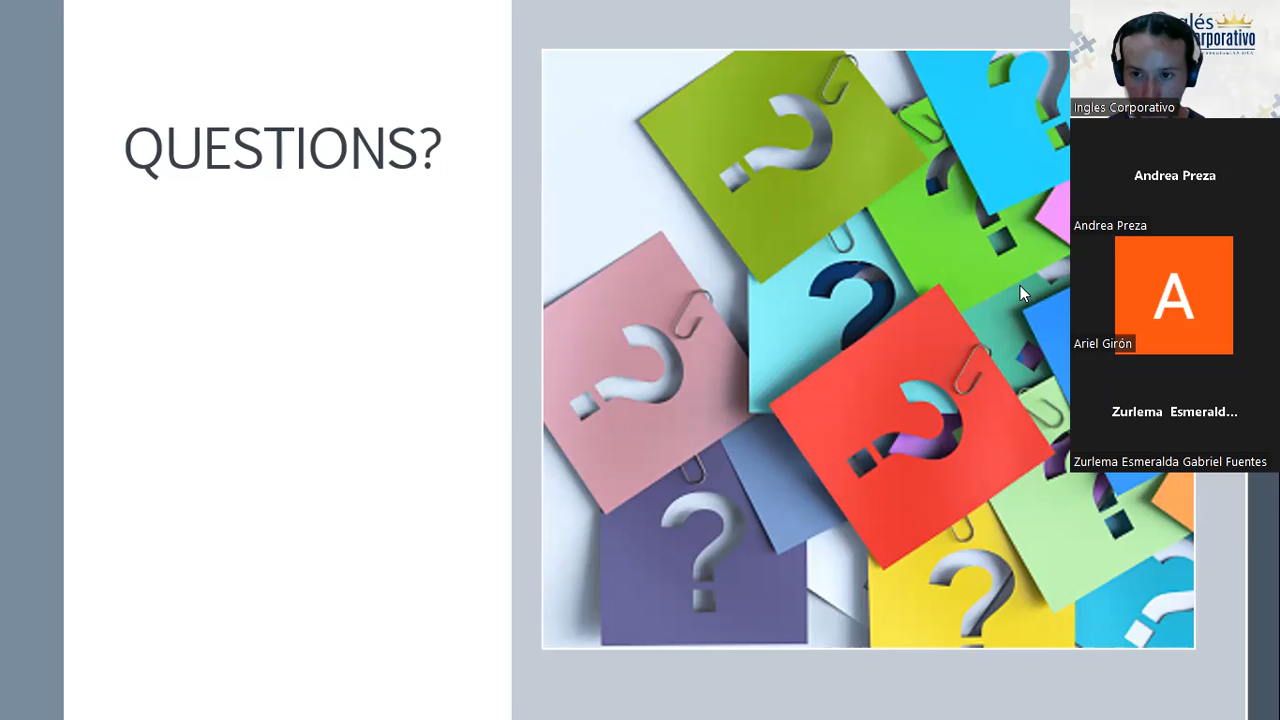 QUESTIONS?
Inglés
Corporativo
Ingles Corporativo
Andrea Preza
Andrea Preza
A
Ariel Girón
Zurlema Esmerald...
Zurlema Esmeralda Gabriel Fuentes